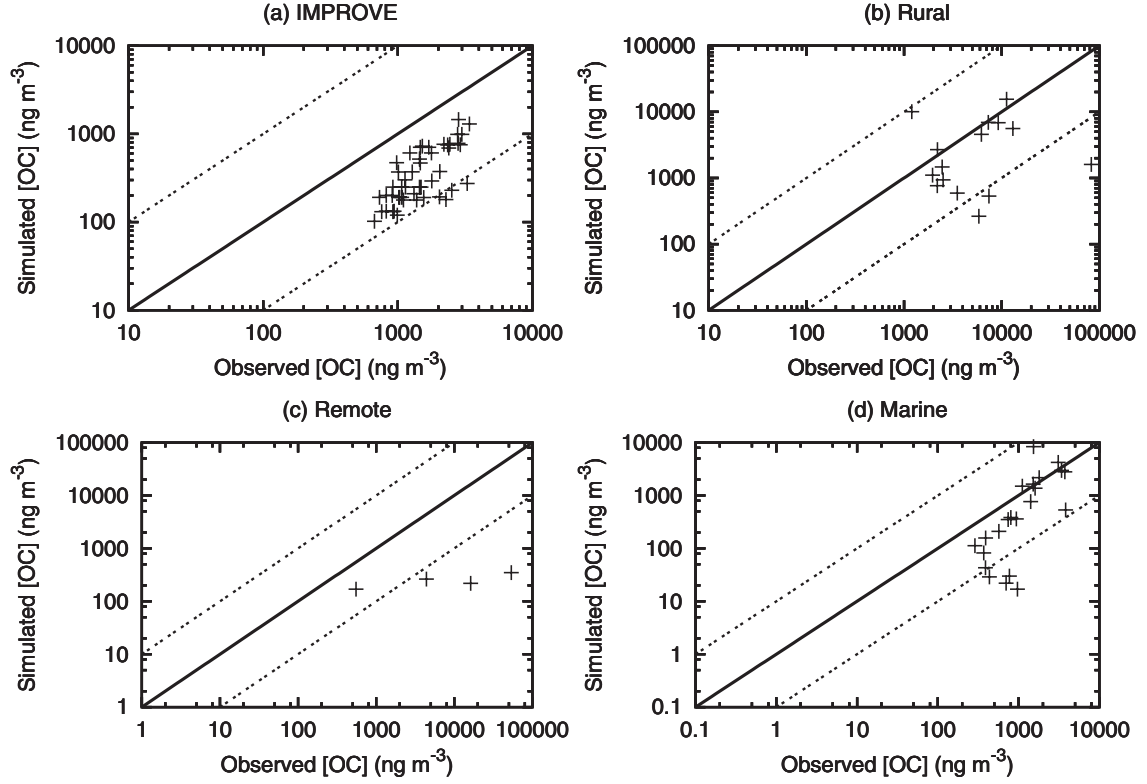 (a) IMPROVE
Simulated [OC] (ng m-3)
10000
1000
100
10
10 100 1000 10000
Observed [OC] (ng m-3)
(b) Rural
Simulated [OC] (ng m-3)
100000
10000
1000
100
10
10 100 1000 10000 100000
Observed [OC] (ng m-3)
(c) Remote
Simulated [OC] (ng m-3)
100000
10000
1000
100
10
1
1 10 100 1000 10000 100000
Observed [OC] (ng m-3)
(d) Marine
Simulated [OC] (ng m-3)
10000
1000
100
10
1
0.1
0.1 1 10 100 1000 10000
Observed [OC] (ng m-3)